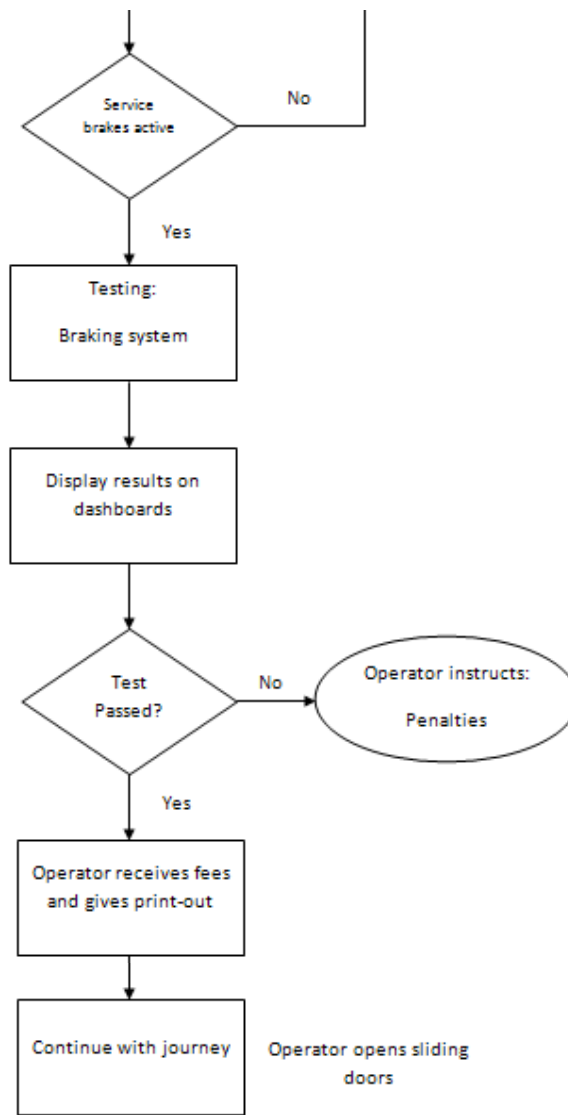 Service
brakes active
No
Yes
Testing:
Braking system
Display results on
dashboards
Test
Passed?
No
Operator instructs:
Penalties
Yes
Operator receives fees
and gives print-out
Continue with journey
Operator opens sliding
doors